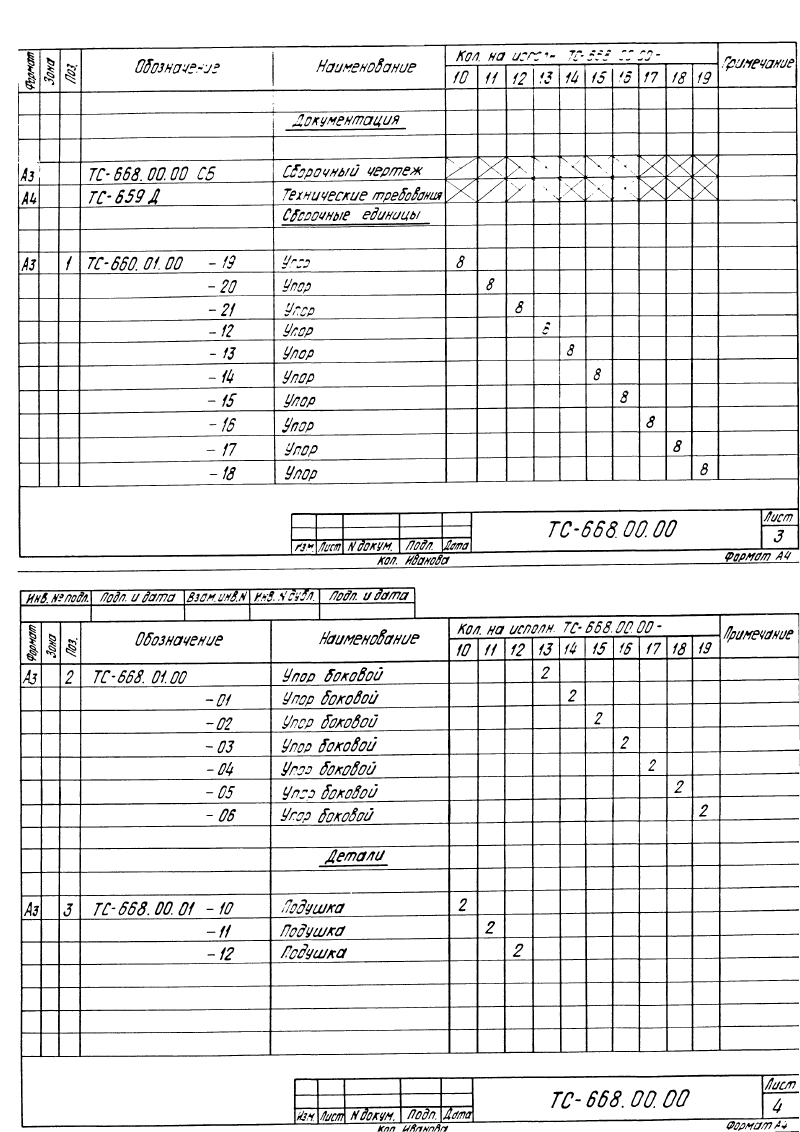 Формат Зона Поз. Обозначение Наименование Кол. на исполн. ТС-668.00.00- Примечание
10 11 12 13 14 15 16 17 18 19
Документация
А3 ТС-668.00.00 СБ Сборочный чертеж
А4 ТС-659 Д Технические требования
Сборочные единицы
А3 1 ТС-660.01.00 -19 Упор 8
-20 Упор 8
-21 Упор 8
-12 Упор 8
-13 Упор 8
-14 Упор 8
-15 Упор 8
-16 Упор 8
-17 Упор 8
-18 Упор 8
Изм. Лист N докум. Подп. Дата ТС-668.00.00 Лист 3
Коп. Иванова Формат А4
Инв. № подл. Подп. и дата Взам. инв. N Инв. N дубл. Подп. и дата
Формат Зона Поз. Обозначение Наименование Кол. на исполн. ТС-668.00.00- Примечание
10 11 12 13 14 15 16 17 18 19
А3 2 ТС-668.01.00 Упор боковой 2
-01 Упор боковой 2
-02 Упор боковой 2
-03 Упор боковой 2
-04 Упор боковой 2
-05 Упор боковой 2
-06 Упор боковой 2
Детали
А3 3 ТС-668.00.01 -10 Подушка 2
-11 Подушка 2
-12 Подушка 2
Изм. Лист N докум. Подп. Дата ТС-668.00.00 Лист 4
Коп. Иванова Формат А4